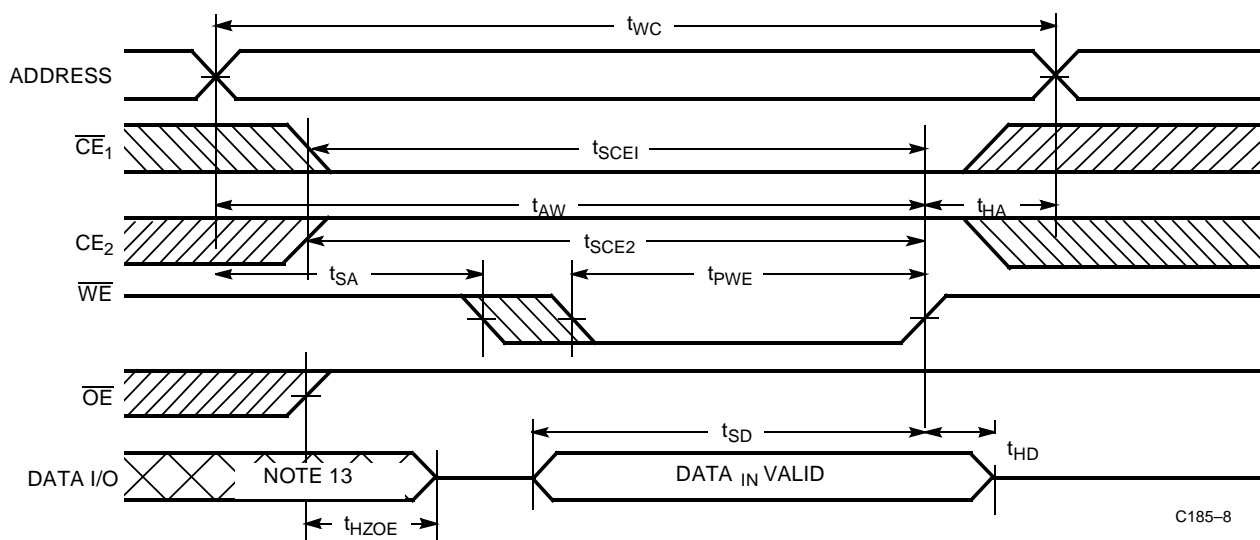 tWC
ADDRESS
CE1
tSCEI
tAW
tHA
CE2
tSCE2
tSA
tPWE
WE
OE
tSD
tHD
DATA I/O
NOTE 13
DATA IN VALID
tHZOE
C185–8